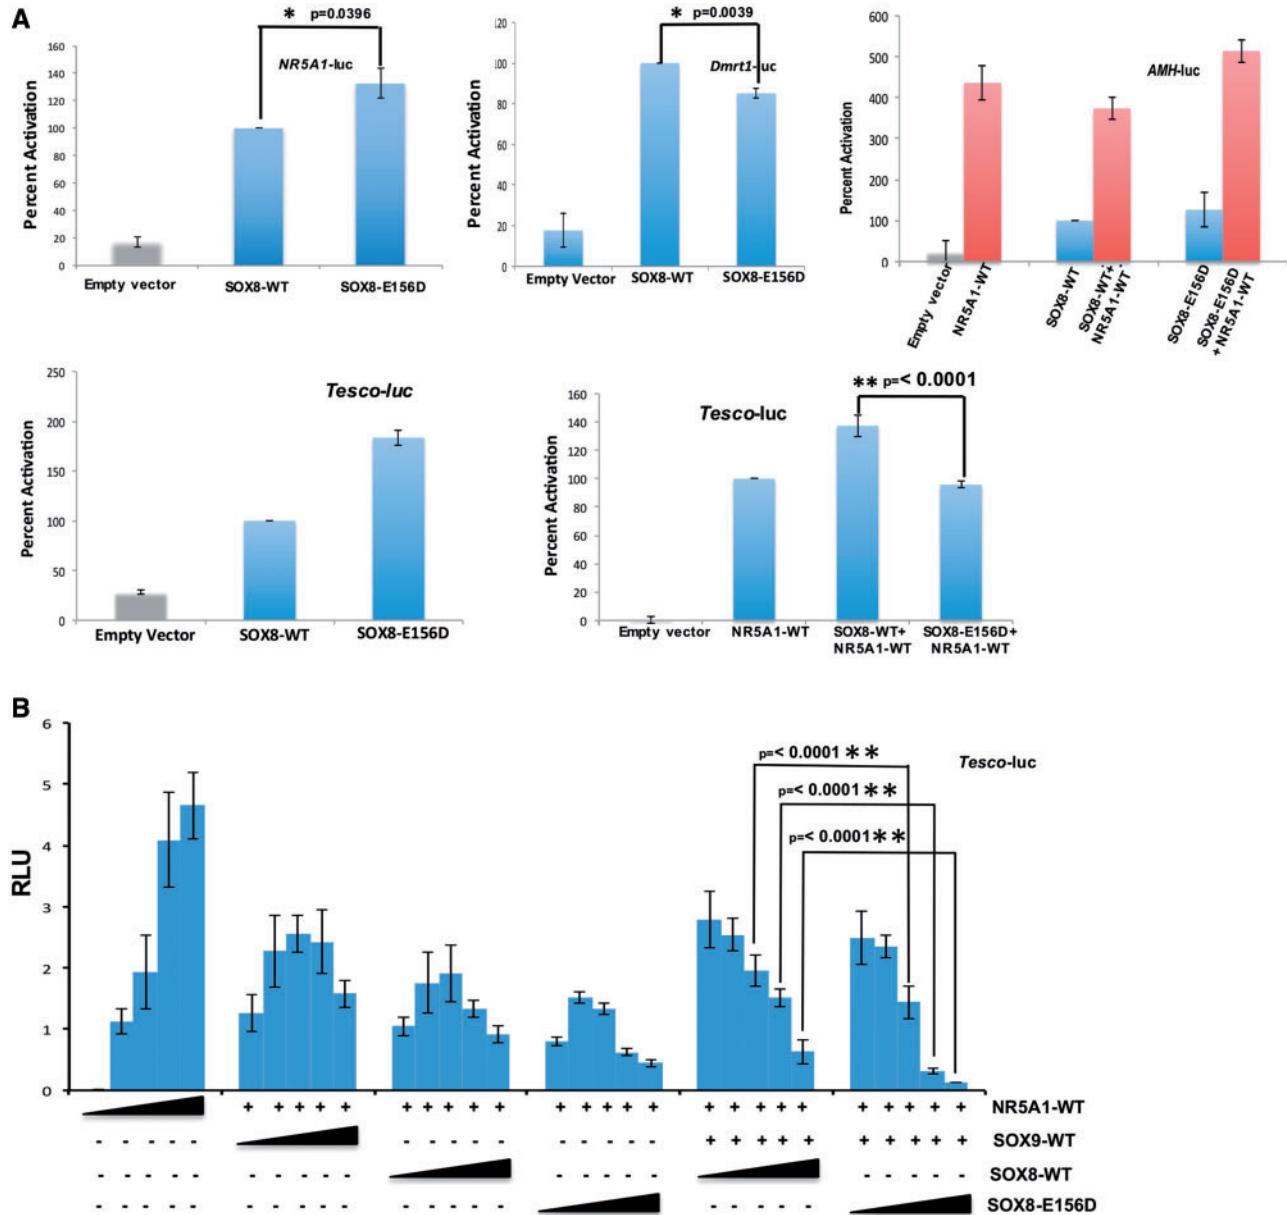 A
* p=0.0396
NR5A1-luc
Percent Activation
160
140
120
100
80
60
40
20
0
Empty vector
SOX8-WT
SOX8-E156D
* p=0.0039
Dmrt1-luc
Percent Activation
120
100
80
60
40
20
0
Empty vector
SOX8-WT
SOX8-E156D
AMH-luc
Percent Activation
600
500
400
300
200
100
0
Empty vector
NR5A1-WT
SOX8-WT
SOX8-WT+
NR5A1-WT
SOX8-E156D
SOX8-E156D
+ NR5A1-WT
Tesco-luc
Percent Activation
250
200
150
100
50
0
Empty Vector
SOX8-WT
SOX8-E156D
** p=< 0.0001
Tesco-luc
Percent Activation
160
140
120
100
80
60
40
20
0
Empty vector
NR5A1-WT
SOX8-WT+
NR5A1-WT
SOX8-E156D+
NR5A1-WT
B
RLU
6
5
4
3
2
1
0
p=< 0.0001 **
p=< 0.0001 **
p=< 0.0001 **
Tesco-luc
+ + + + + + + + + + + + + + + + + + + + + + + + + NR5A1-WT
- - - - - - - - - - - - - - - + + + + + + + + + + SOX9-WT
- - - - - - - - - - - - - - - - - - - - SOX8-WT
- - - - - - - - - - - - - - - - - - - - SOX8-E156D